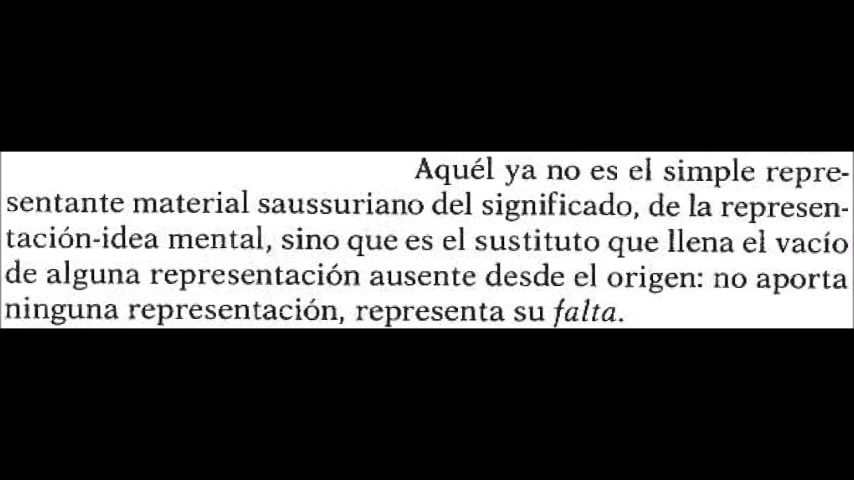 Aquél ya no es el simple repre-
sentante material saussuriano del significado, de la represen-
tación-idea mental, sino que es el sustituto que llena el vacío
de alguna representación ausente desde el origen: no aporta
ninguna representación, representa su falta.